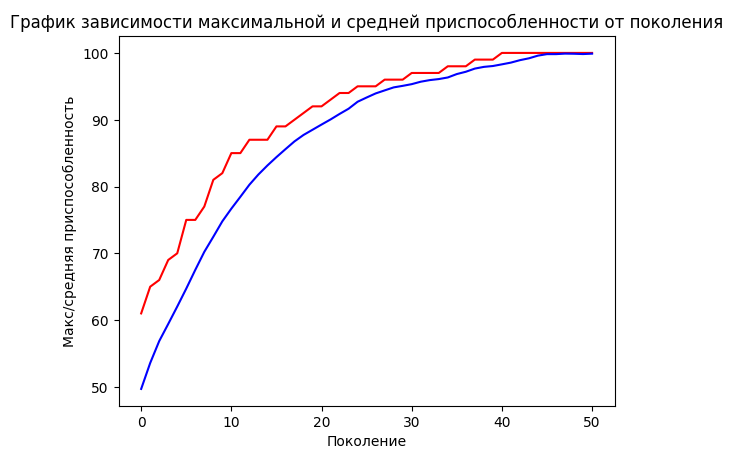 График зависимости максимальной и средней приспособленности от поколения
100
90
80
70
60
50
Макс/средняя приспособленность
0 10 20 30 40 50
Поколение